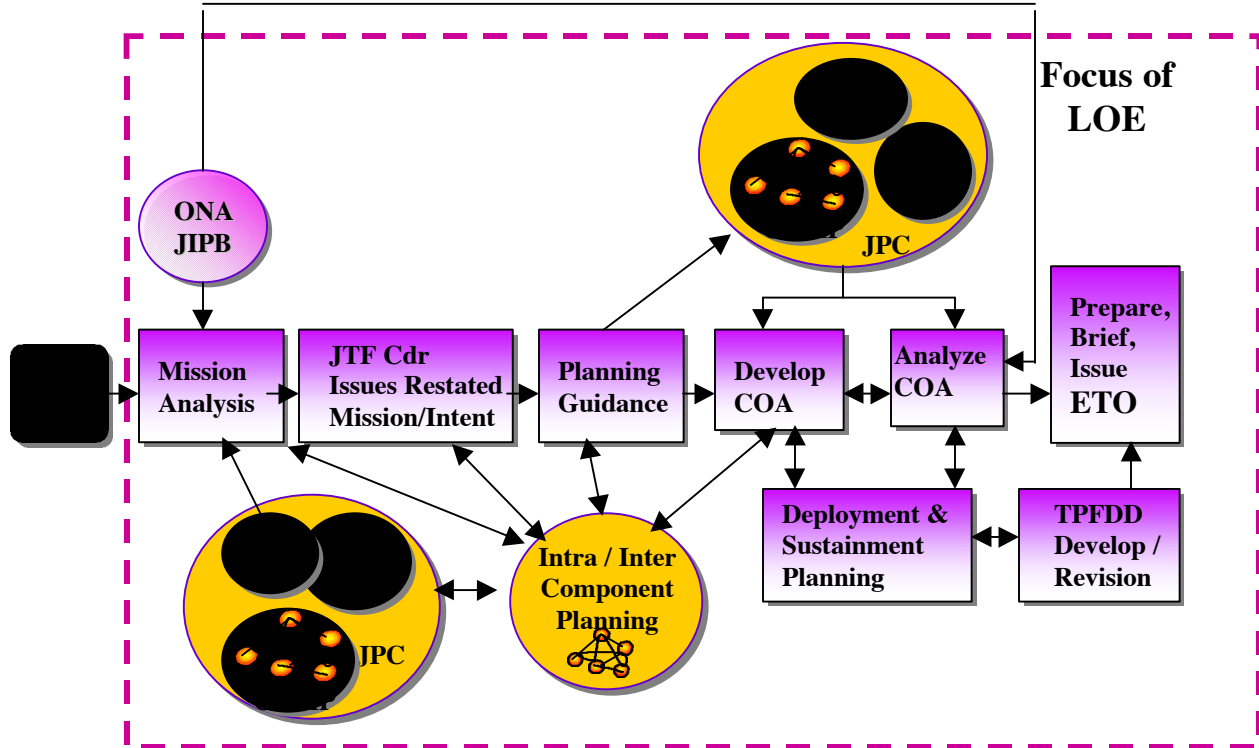 Focus of
LOE
ONA
JIPB
JPC
Mission
Analysis
JTF Cdr
Issues Restated
Mission/Intent
Planning
Guidance
Develop
COA
Analyze
COA
Prepare,
Brief,
Issue
ETO
Deployment &
Sustainment
Planning
TPFDD
Develop /
Revision
Intra / Inter
Component
Planning
JPC